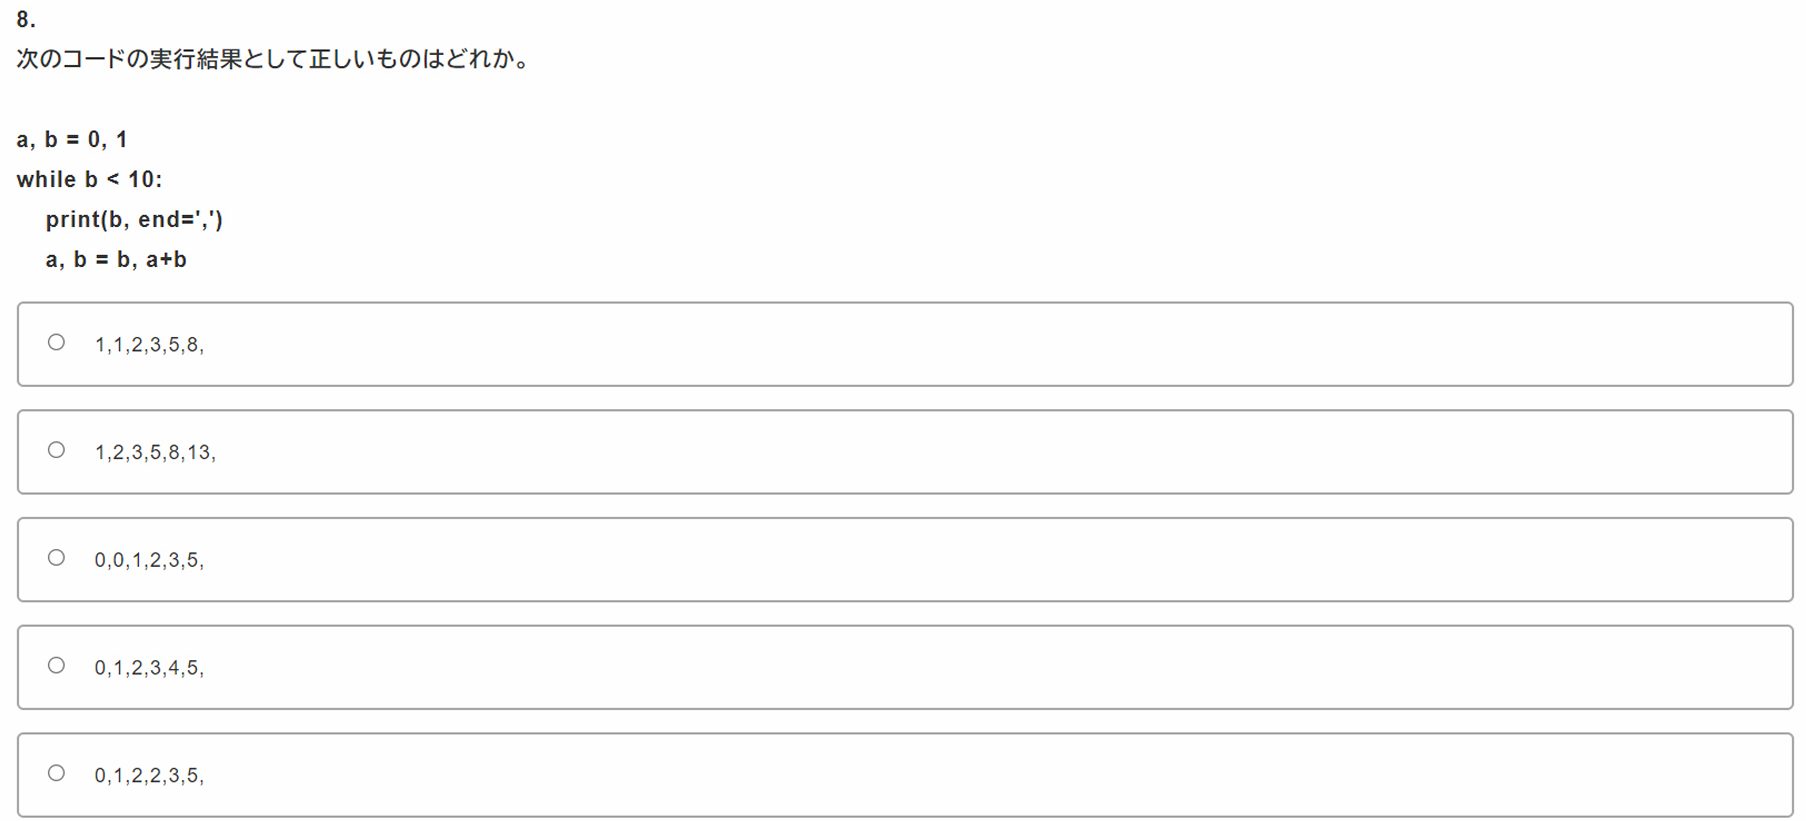 8.
次のコードの実行結果として正しいものはどれか。
a, b = 0, 1
while b < 10:
    print(b, end=',')
    a, b = b, a+b
1,1,2,3,5,8,
1,2,3,5,8,13,
0,0,1,2,3,5,
0,1,2,3,4,5,
0,1,2,2,3,5,